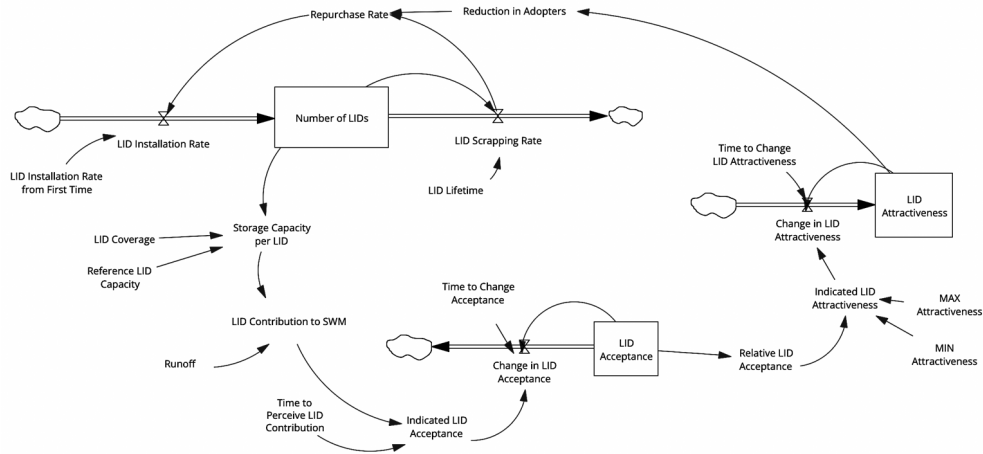 Repurchase Rate
Reduction in Adopters
Number of LIDs
LID Installation Rate
LID Scrapping Rate
LID Installation Rate
from First Time
LID Lifetime
Time to Change
LID Attractiveness
LID
Attractiveness
Change in LID
Attractiveness
Storage Capacity
per LID
LID Coverage
Reference LID
Capacity
Time to Change
Acceptance
Indicated LID
Attractiveness
MAX
Attractiveness
MIN
Attractiveness
LID Contribution to SWM
Runoff
LID
Acceptance
Change in LID
Acceptance
Relative LID
Acceptance
Time to
Perceive LID
Contribution
Indicated LID
Acceptance